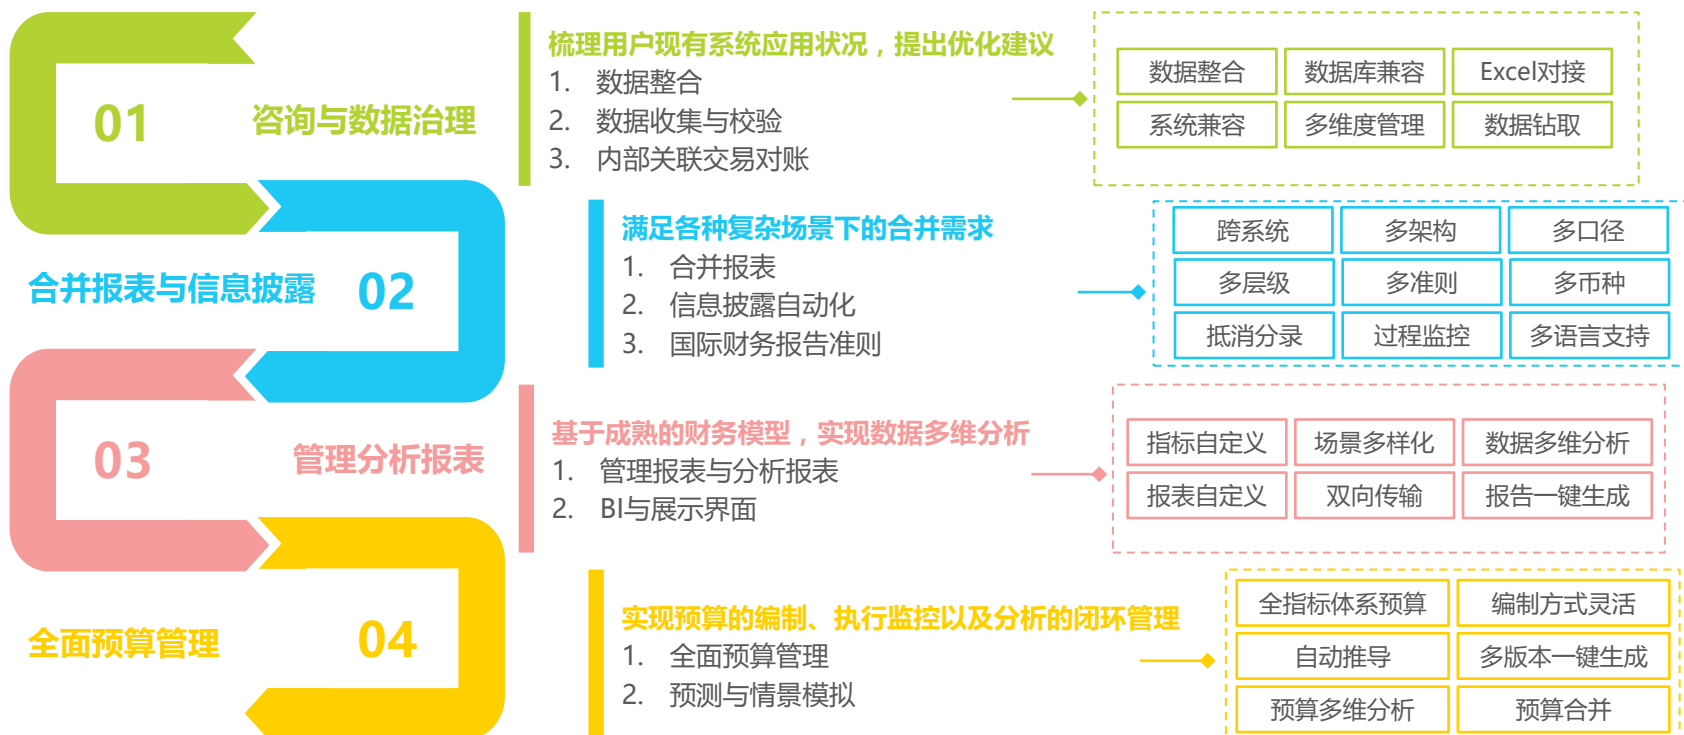 01
咨询与数据治理
梳理用户现有系统应用状况，提出优化建议
1. 数据整合
2. 数据收集与校验
3. 内部关联交易对账
数据整合 数据库兼容 Excel对接
系统兼容 多维度管理 数据钻取
合并报表与信息披露
02
满足各种复杂场景下的合并需求
1. 合并报表
2. 信息披露自动化
3. 国际财务报告准则
跨系统 多架构 多口径
多层级 多准则 多币种
抵消分录 过程监控 多语言支持
03
管理分析报表
基于成熟的财务模型，实现数据多维分析
1. 管理报表与分析报表
2. BI与展示界面
指标自定义 场景多样化 数据多维分析
报表自定义 双向传输 报告一键生成
全面预算管理
04
实现预算的编制、执行监控以及分析的闭环管理
1. 全面预算管理
2. 预测与情景模拟
全指标体系预算 编制方式灵活
自动推导 多版本一键生成
预算多维分析 预算合并